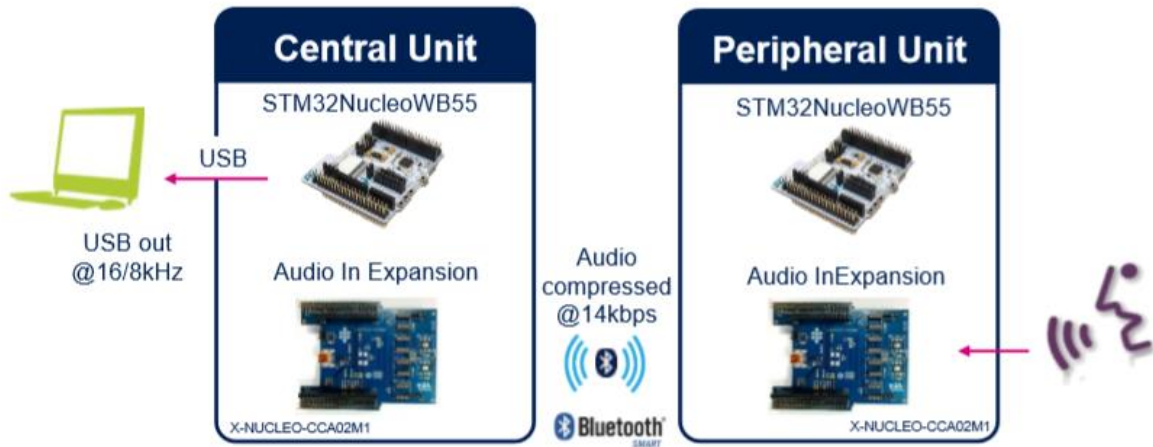 Central Unit
STM32NucleoWB55
USB
USB out
@16/8kHz
Audio In Expansion
X-NUCLEO-CCA02M1
Audio
compressed
@14kbps
Bluetooth
SMART
Peripheral Unit
STM32NucleoWB55
Audio InExpansion
X-NUCLEO-CCA02M1